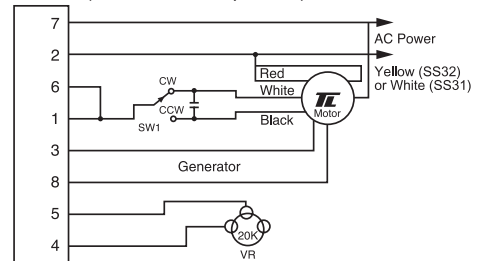 7
AC Power
2
Yellow (SS32)
or White (SS31)
Red
6
CW
White
TL
Motor
CCW
1
SW1
Black
3
Generator
8
5
20K
4
VR